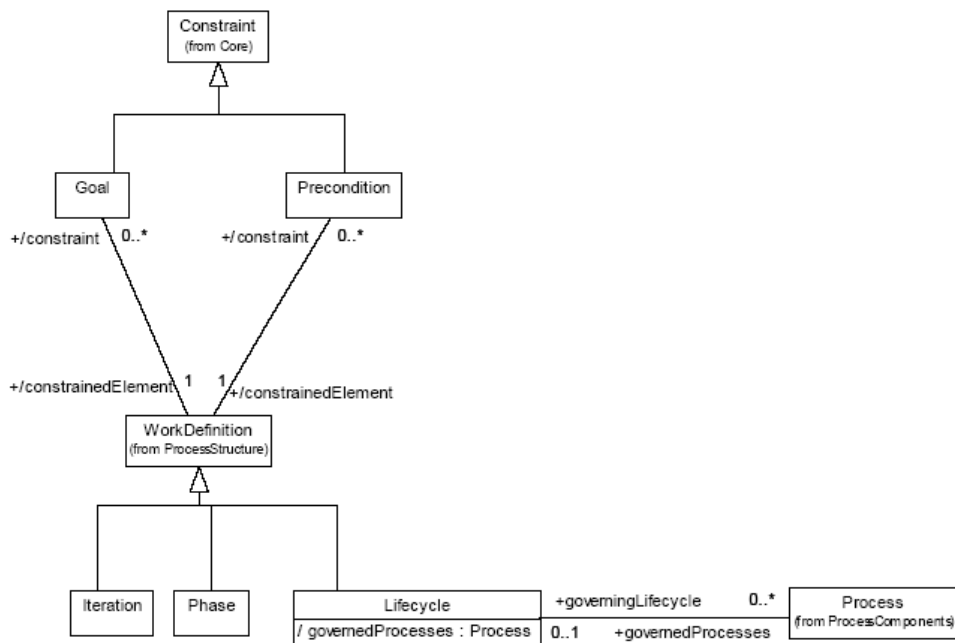 Constraint
(from Core)
Goal
Precondition
+/constraint 0..*
+/constraint 0..*
+/constrainedElement 1
1 +/constrainedElement
WorkDefinition
(from ProcessStructure)
Iteration
Phase
Lifecycle
/ governedProcesses : Process
+governingLifecycle 0..*
0..1 +governedProcesses
Process
(from ProcessComponents)